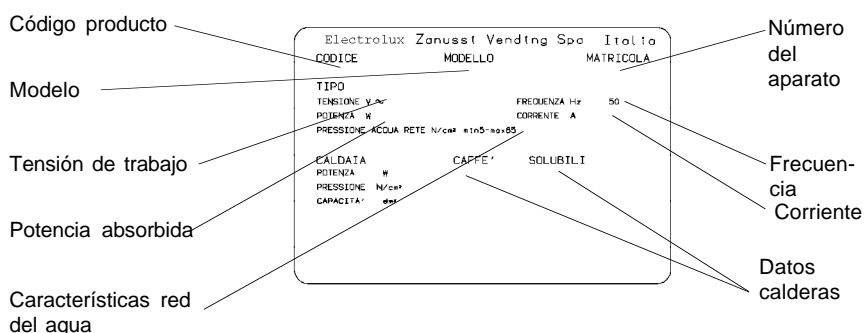 Código producto
Modelo
Tensión de trabajo
Potencia absorbida
Características red
del agua
Electrolux Zanussi Vending Spa Italia
CODICE MODELLO MATRICOLA
TIPO
TENSIONE V ~ FREQUENZA Hz 50
POTENZA W CORRENTE A
PRESSIONE ACQUA RETE N/cm² min5-max85
CALDAIA CAFFE' SOLUBILI
POTENZA W
PRESSIONE N/cm²
CAPACITA' dm³
Número
del
aparato
Frecuen-
cia
Corriente
Datos
calderas